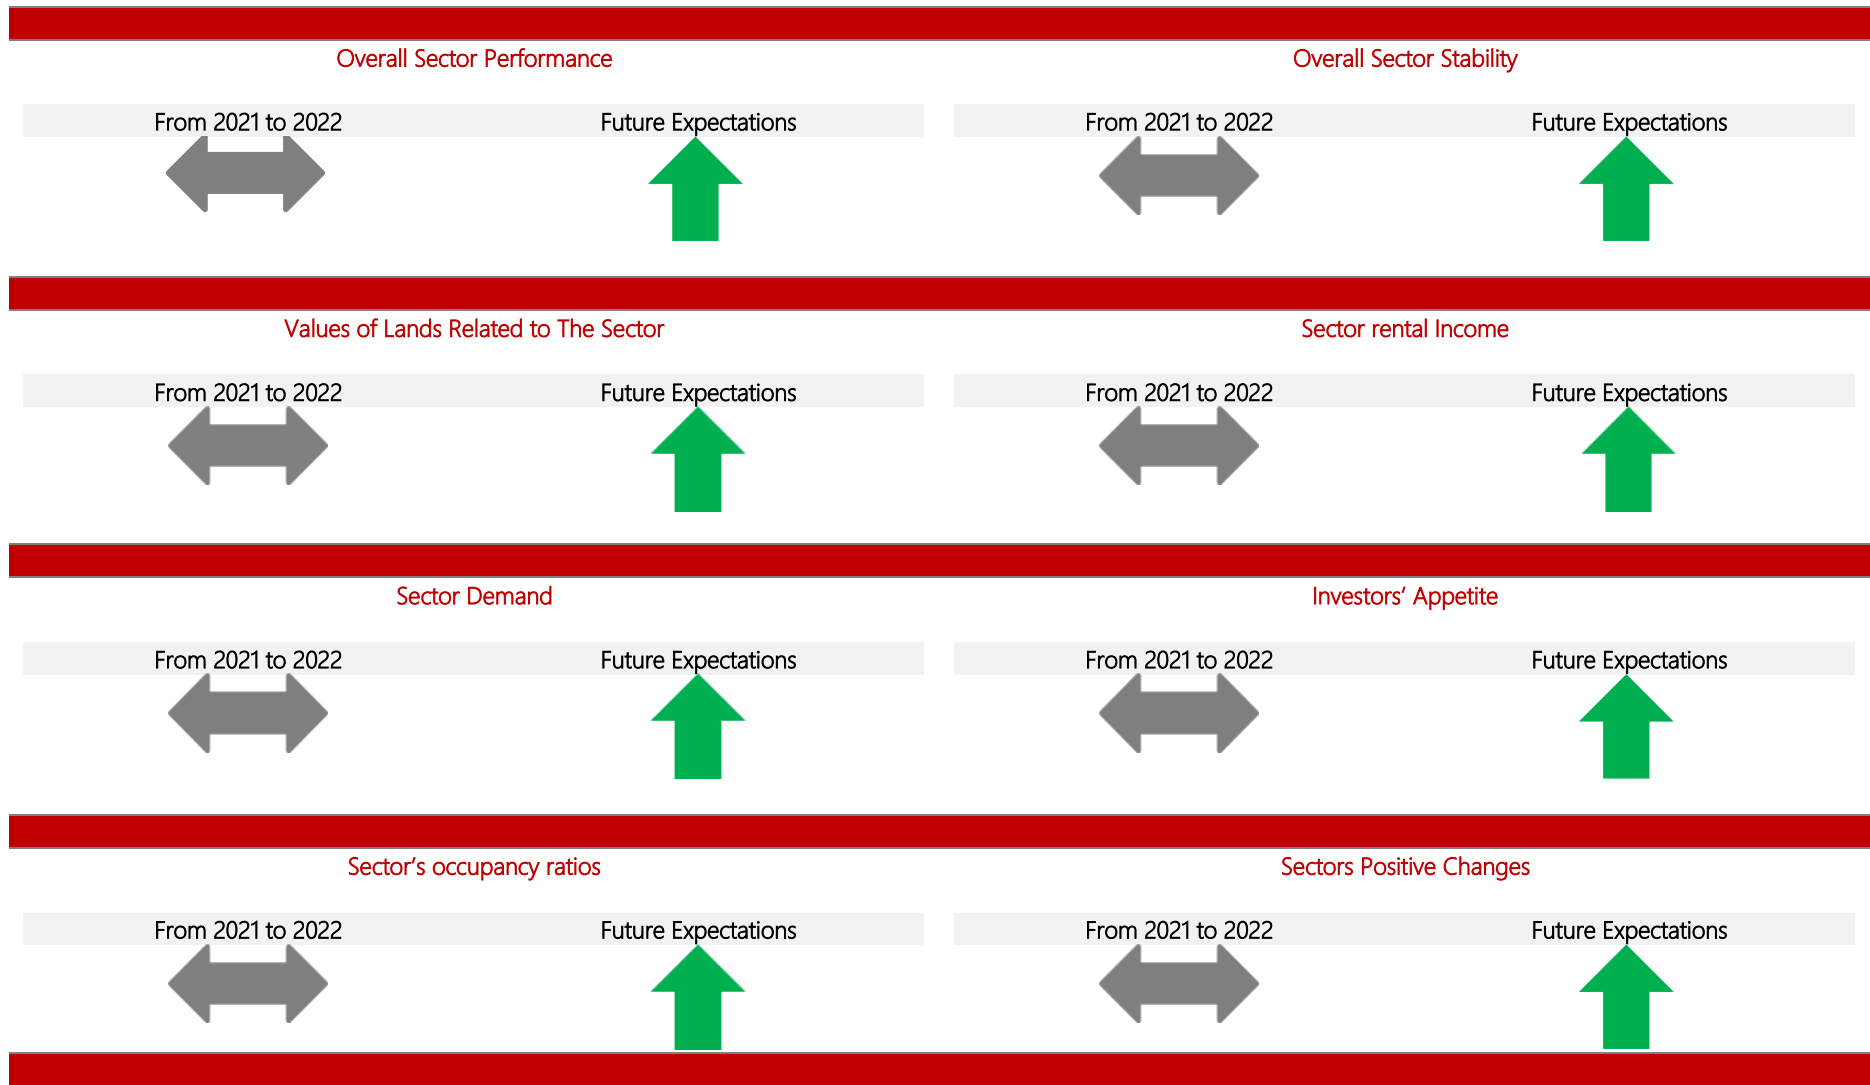 Overall Sector Performance
Overall Sector Stability
From 2021 to 2022
Future Expectations
From 2021 to 2022
Future Expectations
Values of Lands Related to The Sector
Sector rental Income
From 2021 to 2022
Future Expectations
From 2021 to 2022
Future Expectations
Sector Demand
Investors’ Appetite
From 2021 to 2022
Future Expectations
From 2021 to 2022
Future Expectations
Sector’s occupancy ratios
Sectors Positive Changes
From 2021 to 2022
Future Expectations
From 2021 to 2022
Future Expectations